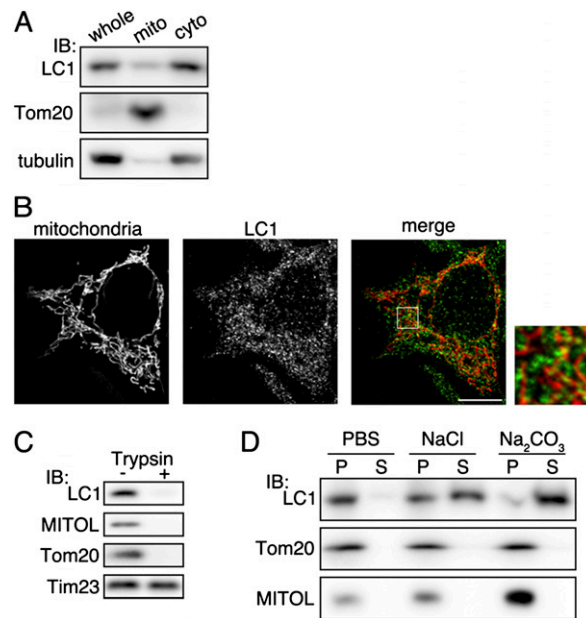 A
whole mito cyto
IB:
LC1
Tom20
tubulin
B
mitochondria LC1 merge
C
Trypsin
IB: - +
LC1
MITOL
Tom20
Tim23
D
PBS NaCl Na₂CO₃
IB: P S P S P S
LC1
Tom20
MITOL